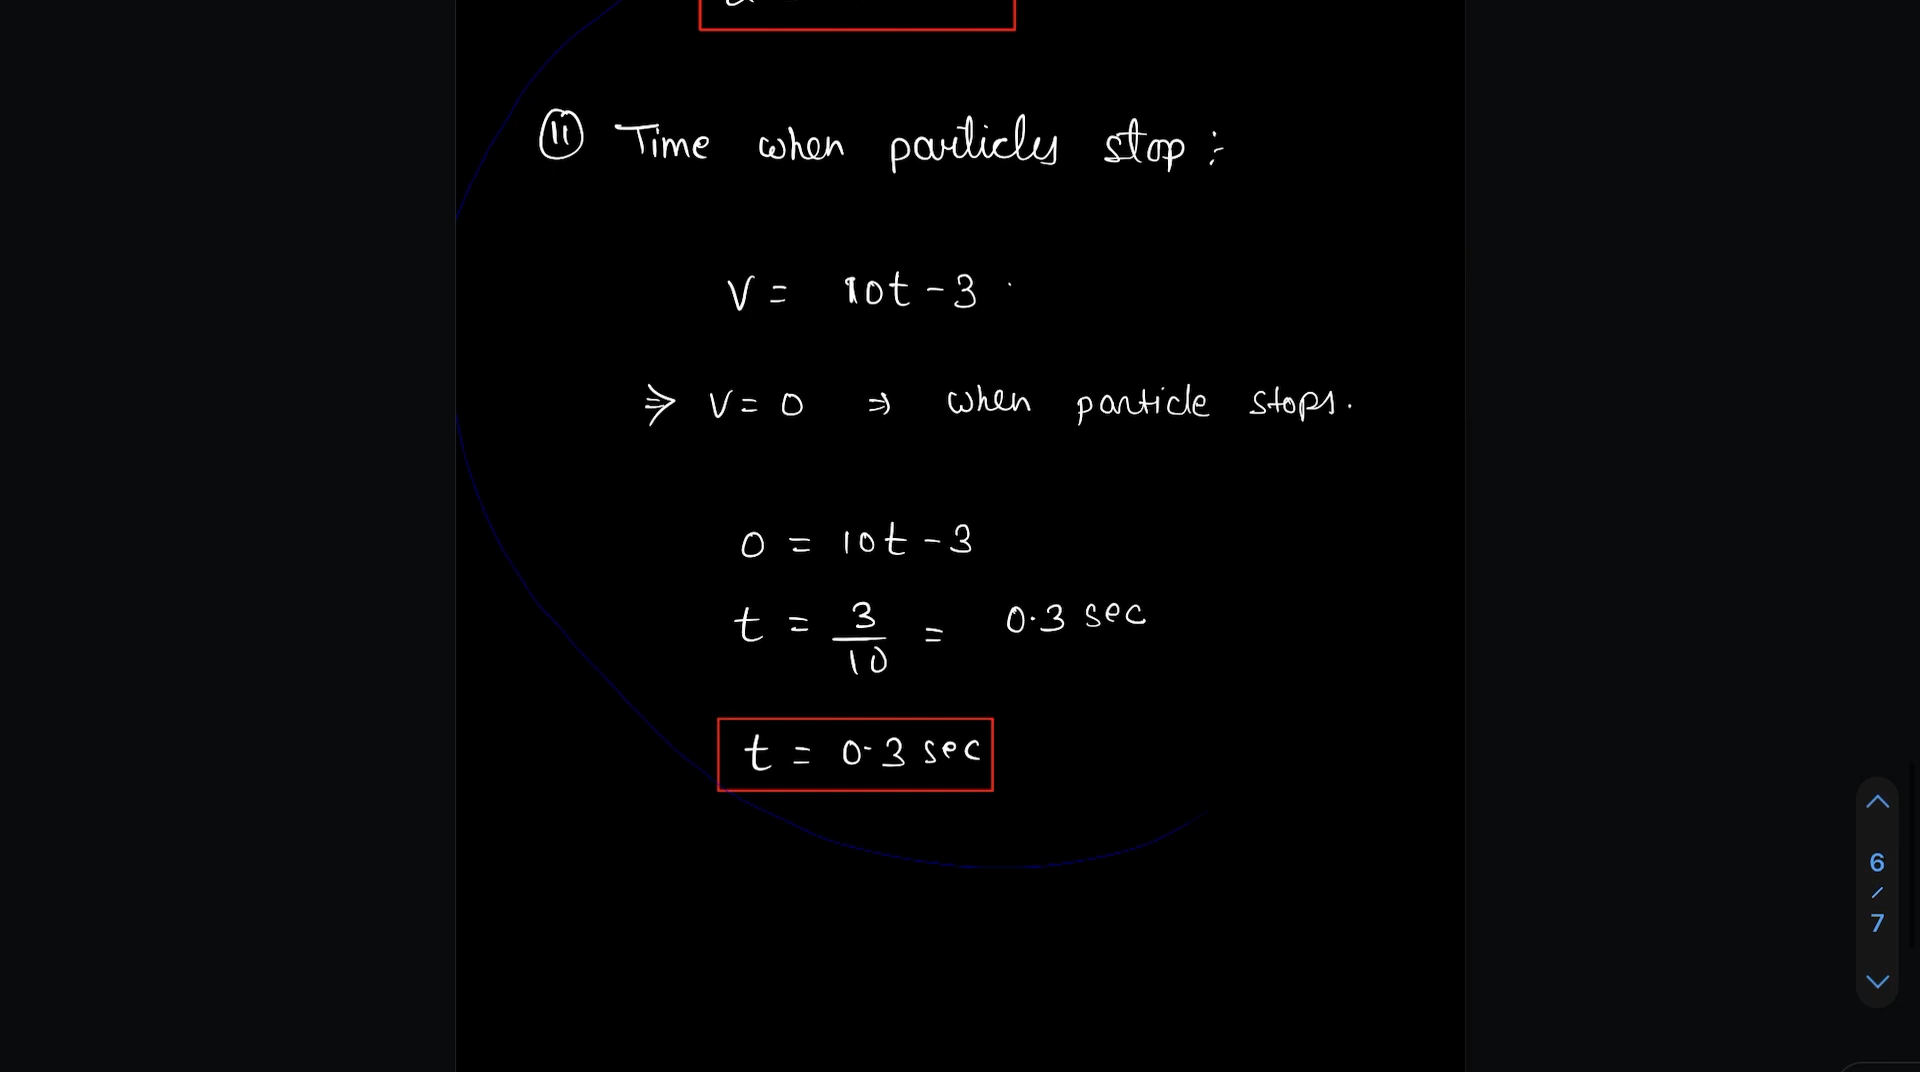 (ii) Time when particles stop :-
V = 10t - 3
⇒ V = 0 ⇒ when particle stops.
0 = 10t - 3
t = 3/10 = 0.3 sec
t = 0.3 sec
6
/
7